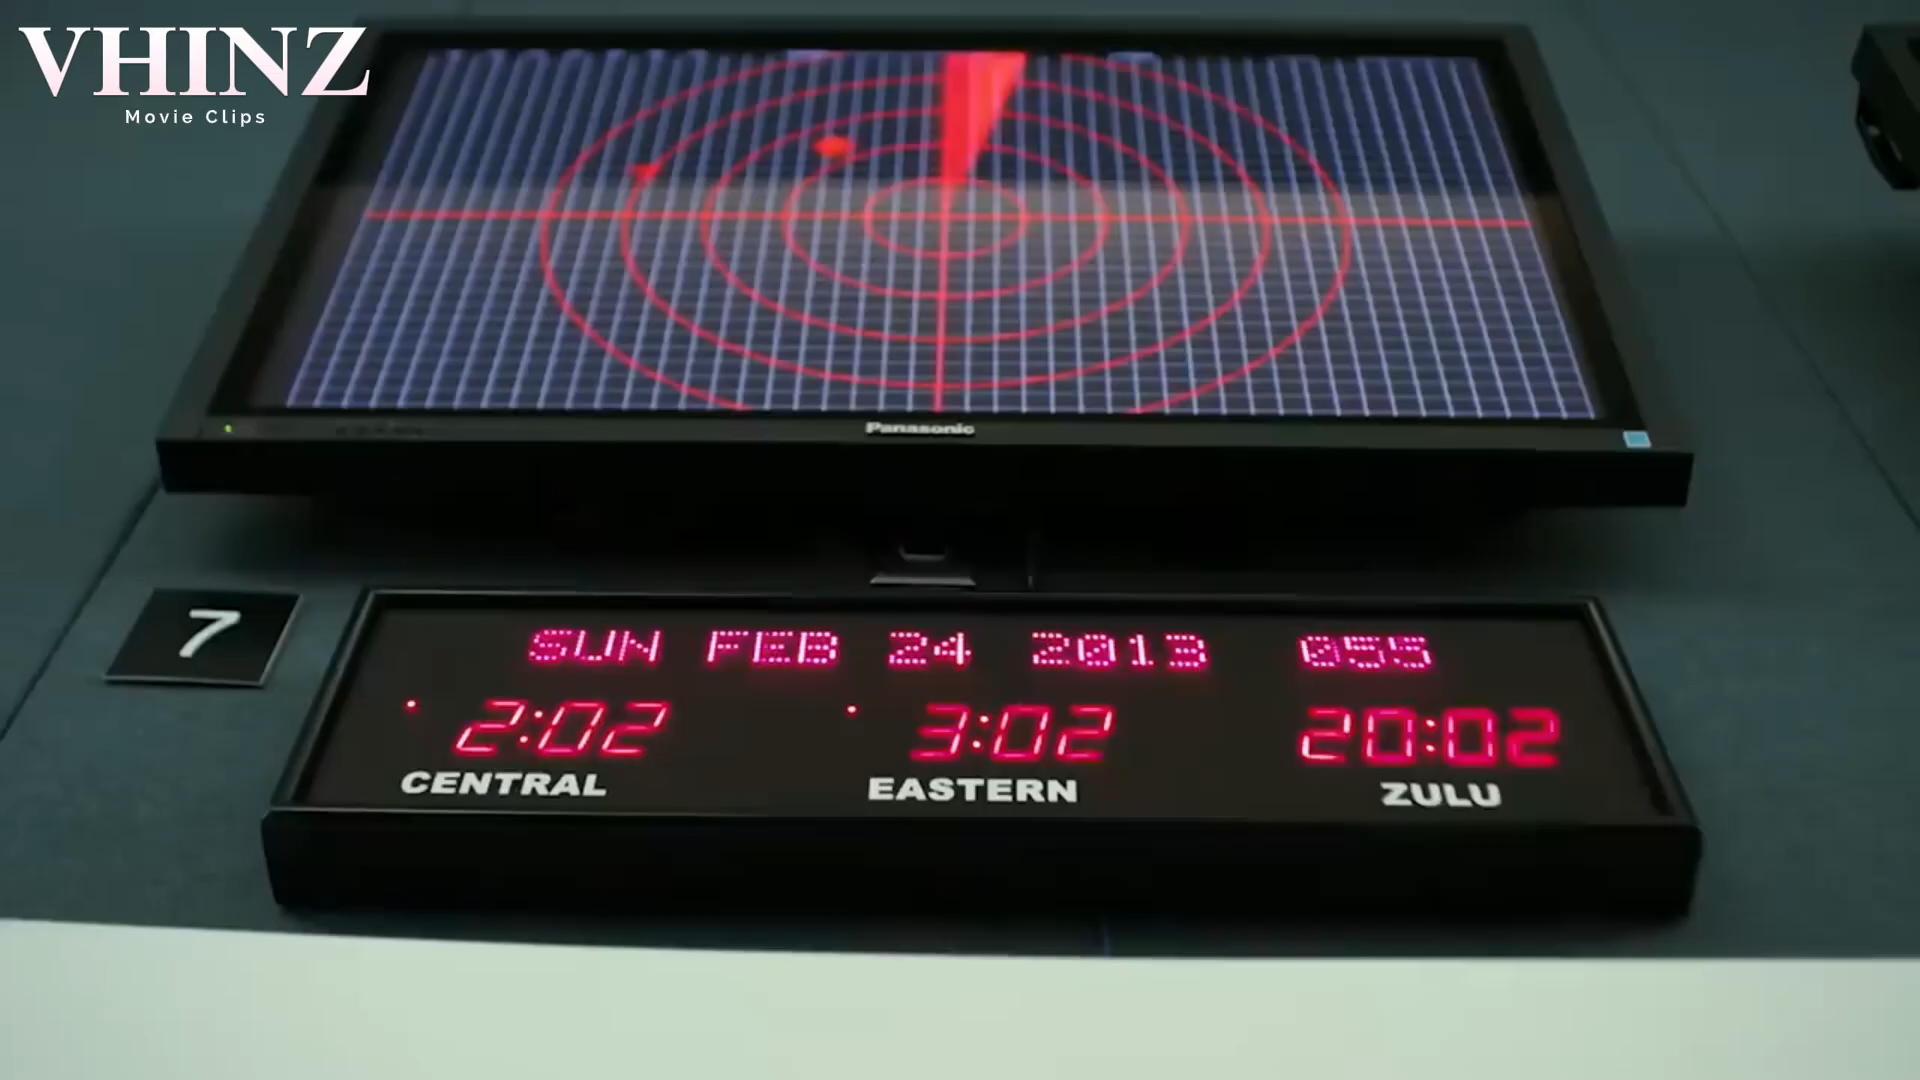 VHINZ
Movie Clips
Panasonic
7
SUN FEB 24 2013 055
2:02 3:02 20:02
CENTRAL EASTERN ZULU